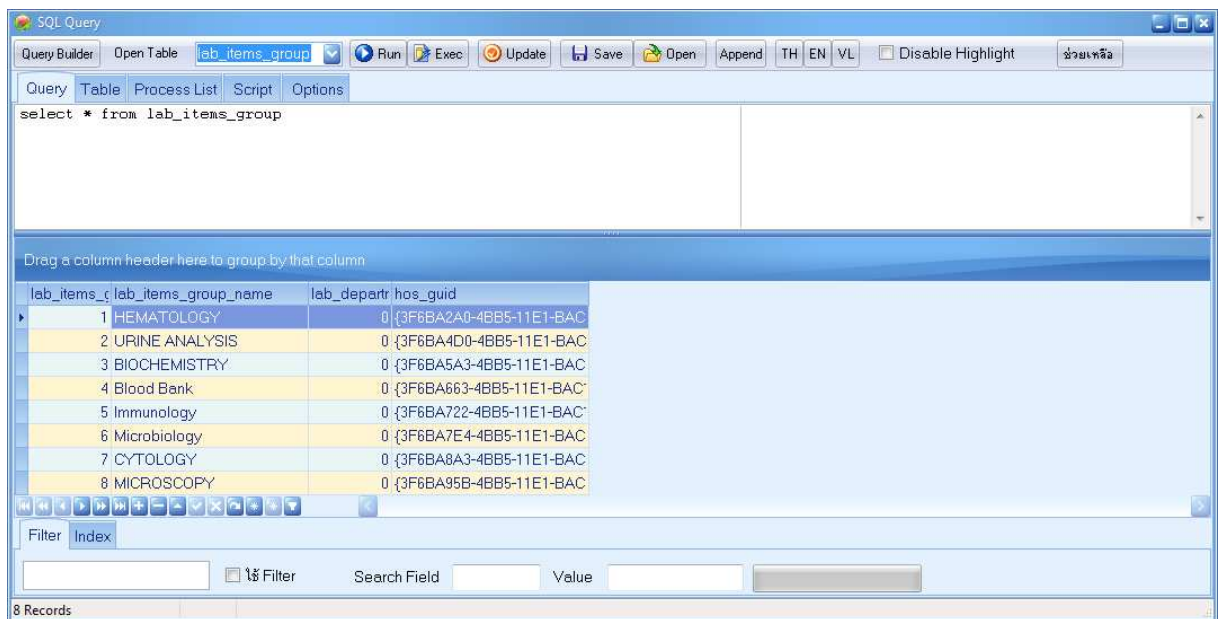 SQL Query
Query Builder Open Table lab_items_group Run Exec Update Save Open Append TH EN VL Disable Highlight ช่วยเหลือ
Query Table Process List Script Options
select * from lab_items_group
Drag a column header here to group by that column
lab_items_g lab_items_group_name lab_departr hos_guid
1 HEMATOLOGY 0 {3F6BA2A0-4BB5-11E1-BAC
2 URINE ANALYSIS 0 {3F6BA4D0-4BB5-11E1-BAC
3 BIOCHEMISTRY 0 {3F6BA5A3-4BB5-11E1-BAC
4 Blood Bank 0 {3F6BA663-4BB5-11E1-BAC
5 Immunology 0 {3F6BA722-4BB5-11E1-BAC
6 Microbiology 0 {3F6BA7E4-4BB5-11E1-BAC
7 CYTOLOGY 0 {3F6BA8A3-4BB5-11E1-BAC
8 MICROSCOPY 0 {3F6BA95B-4BB5-11E1-BAC
Filter Index
ใช้ Filter Search Field Value
8 Records